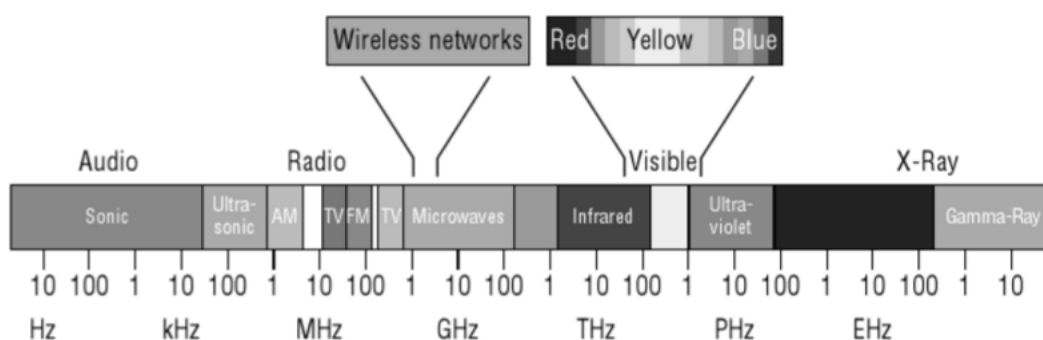 Wireless networks Red Yellow Blue
Audio Radio Visible X-Ray
Sonic Ultra-sonic AM TV FM TV Microwaves Infrared Ultra-violet Gamma-Ray
10 100 1 10 100 1 10 100 1 10 100 1 10 100 1 10 100 1 10 100 1 10
Hz kHz MHz GHz THz PHz EHz